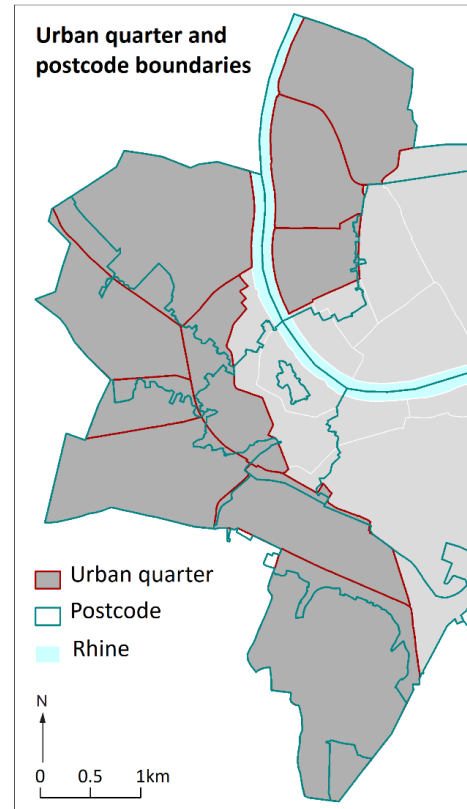 Urban quarter and
postcode boundaries
Urban quarter
Postcode
Rhine
N
0 0.5 1km